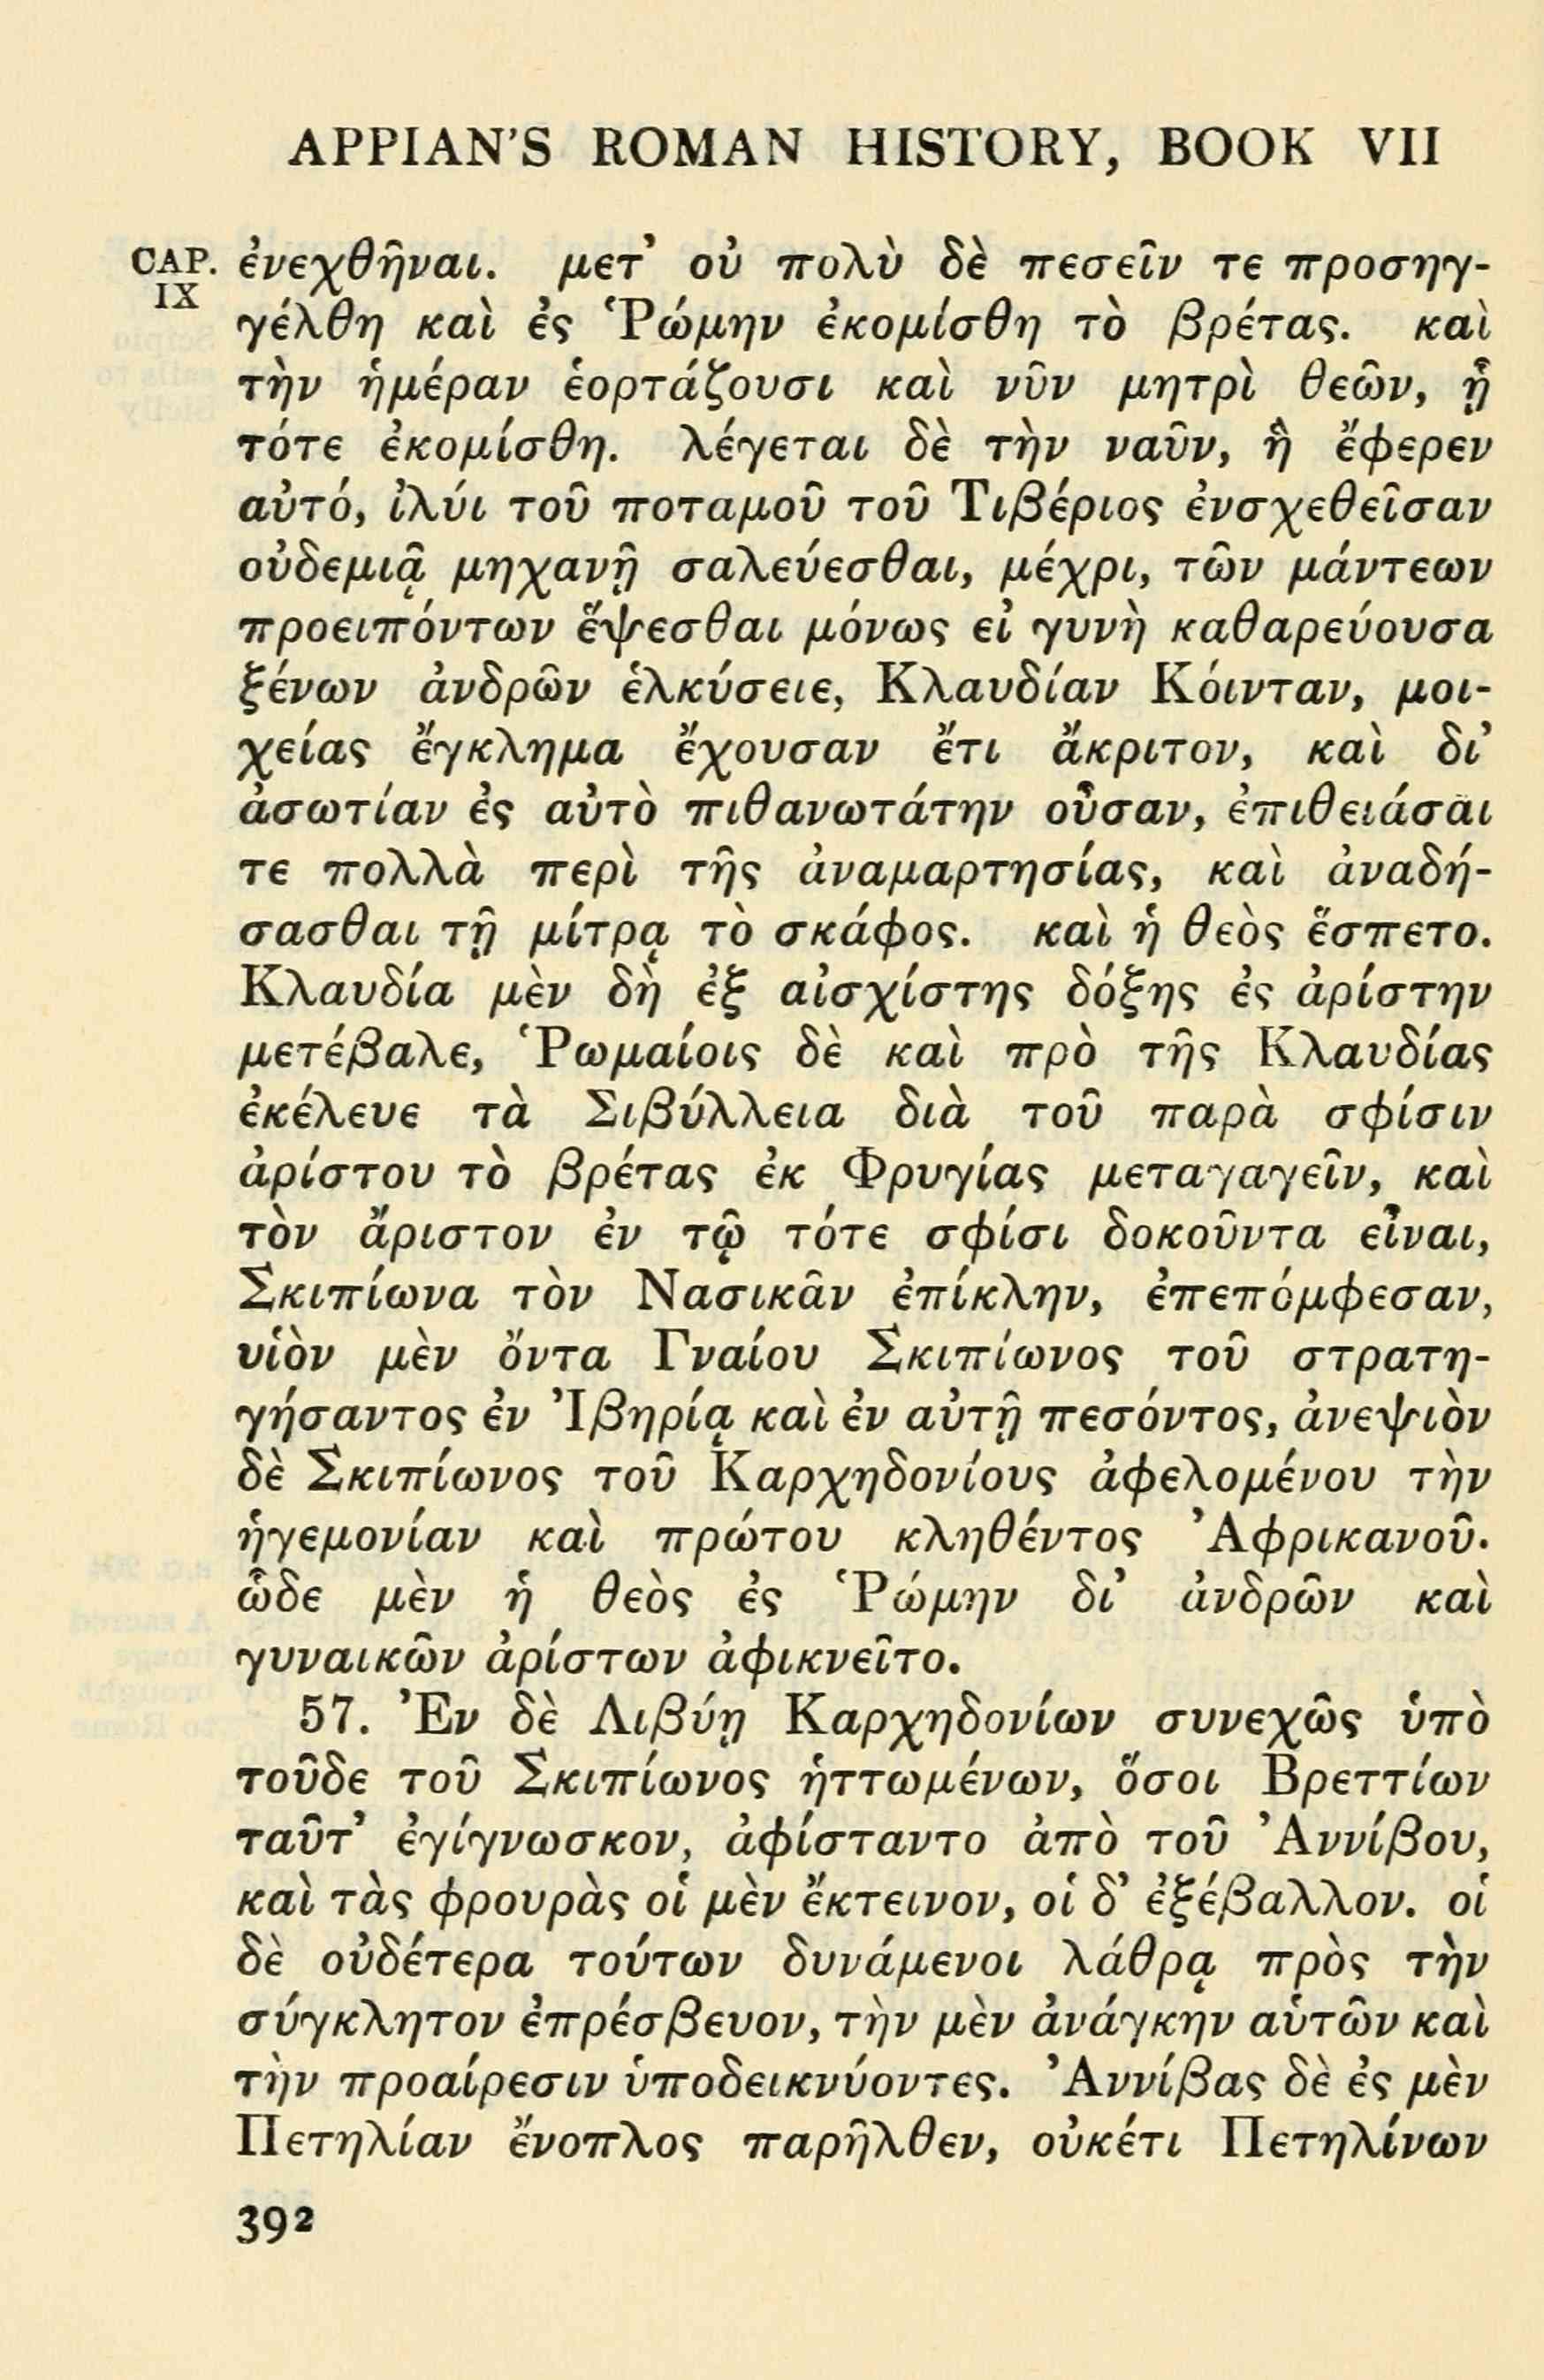 APPIAN'S ROMAN HISTORY, BOOK VII
CAP. IX
ἐνεχθῆναι. μετ’ οὐ πολὺ δὲ πεσεῖν τε προσηγ-
γέλθη καὶ ἐς Ῥώμην ἐκομίσθη τὸ βρέτας. καὶ
τὴν ἡμέραν ἑορτάζουσι καὶ νῦν μητρὶ θεῶν, ᾗ
τότε ἐκομίσθη. λέγεται δὲ τὴν ναῦν, ἣ ἔφερεν
αὐτό, ἰλύι τοῦ ποταμοῦ τοῦ Τιβέριος ἐνσχεθεῖσαν
οὐδεμιᾷ μηχανῇ σαλεύεσθαι, μέχρι, τῶν μάντεων
προειπόντων ἕψεσθαι μόνως εἰ γυνὴ καθαρεύουσα
ξένων ἀνδρῶν ἑλκύσειε, Κλαυδίαν Κόινταν, μοι-
χείας ἔγκλημα ἔχουσαν ἔτι ἄκριτον, καὶ δι’
ἀσωτίαν ἐς αὐτὸ πιθανωτάτην οὖσαν, ἐπιθειάσαι
τε πολλὰ περὶ τῆς ἀναμαρτησίας, καὶ ἀναδή-
σασθαι τῇ μίτρᾳ τὸ σκάφος. καὶ ἡ θεὸς ἕσπετο.
Κλαυδία μὲν δὴ ἐξ αἰσχίστης δόξης ἐς ἀρίστην
μετέβαλε, Ῥωμαίοις δὲ καὶ πρὸ τῆς Κλαυδίας
ἐκέλευε τὰ Σιβύλλεια διὰ τοῦ παρὰ σφίσιν
ἀρίστου τὸ βρέτας ἐκ Φρυγίας μεταγαγεῖν, καὶ
τὸν ἄριστον ἐν τῷ τότε σφίσι δοκοῦντα εἶναι,
Σκιπίωνα τὸν Νασικᾶν ἐπίκλην, ἐπεπόμφεσαν,
υἱὸν μὲν ὄντα Γναίου Σκιπίωνος τοῦ στρατη-
γήσαντος ἐν Ἰβηρίᾳ καὶ ἐν αὐτῇ πεσόντος, ἀνεψιὸν
δὲ Σκιπίωνος τοῦ Καρχηδονίους ἀφελομένου τὴν
ἡγεμονίαν καὶ πρώτου κληθέντος Ἀφρικανοῦ.
ὧδε μὲν ἡ θεὸς ἐς Ῥώμην δι’ ἀνδρῶν καὶ
γυναικῶν ἀρίστων ἀφικνεῖτο.
57. Ἐν δὲ Λιβύῃ Καρχηδονίων συνεχῶς ὑπὸ
τοῦδε τοῦ Σκιπίωνος ἡττωμένων, ὅσοι Βρεττίων
ταῦτ’ ἐγίγνωσκον, ἀφίσταντο ἀπὸ τοῦ Ἀννίβου,
καὶ τὰς φρουρὰς οἱ μὲν ἔκτεινον, οἱ δ’ ἐξέβαλλον. οἱ
δὲ οὐδέτερα τούτων δυνάμενοι λάθρᾳ πρὸς τὴν
σύγκλητον ἐπρέσβευον, τὴν μὲν ἀνάγκην αὑτῶν καὶ
τὴν προαίρεσιν ὑποδεικνύοντες. Ἀννίβας δὲ ἐς μὲν
Πετηλίαν ἔνοπλος παρῆλθεν, οὐκέτι Πετηλίνων
392